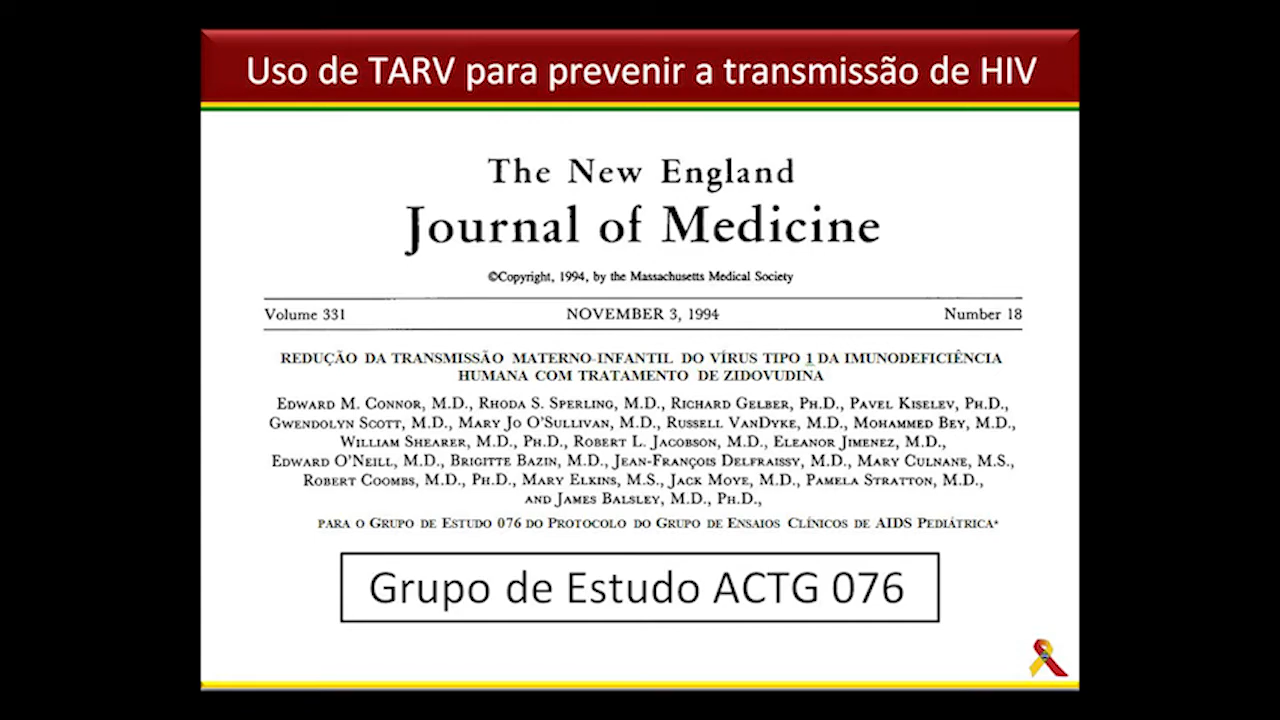 Uso de TARV para prevenir a transmissão de HIV
The New England
Journal of Medicine
©Copyright, 1994, by the Massachusetts Medical Society
Volume 331 NOVEMBER 3, 1994 Number 18
REDUÇÃO DA TRANSMISSÃO MATERNO-INFANTIL DO VÍRUS TIPO 1 DA IMUNODEFICIÊNCIA
HUMANA COM TRATAMENTO DE ZIDOVUDINA
EDWARD M. CONNOR, M.D., RHODA S. SPERLING, M.D., RICHARD GELBER, PH.D., PAVEL KISELEV, PH.D.,
GWENDOLYN SCOTT, M.D., MARY JO O'SULLIVAN, M.D., RUSSELL VANDYKE, M.D., MOHAMMED BEY, M.D.,
WILLIAM SHEARER, M.D., PH.D., ROBERT L. JACOBSON, M.D., ELEANOR JIMENEZ, M.D.,
EDWARD O'NEILL, M.D., BRIGITTE BAZIN, M.D., JEAN-FRANÇOIS DELFRAISSY, M.D., MARY CULNANE, M.S.,
ROBERT COOMBS, M.D., PH.D., MARY ELKINS, M.S., JACK MOYE, M.D., PAMELA STRATTON, M.D.,
AND JAMES BALSLEY, M.D., PH.D.,
PARA O GRUPO DE ESTUDO 076 DO PROTOCOLO DO GRUPO DE ENSAIOS CLÍNICOS DE AIDS PEDIÁTRICA*
Grupo de Estudo ACTG 076